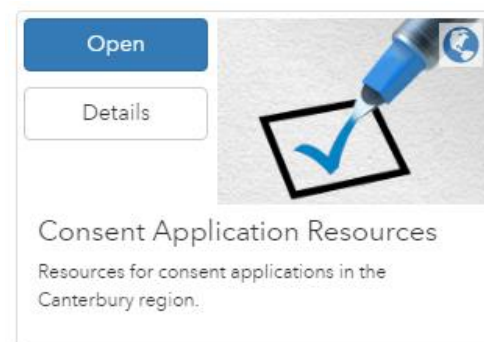 Open
Details
Consent Application Resources
Resources for consent applications in the
Canterbury region.